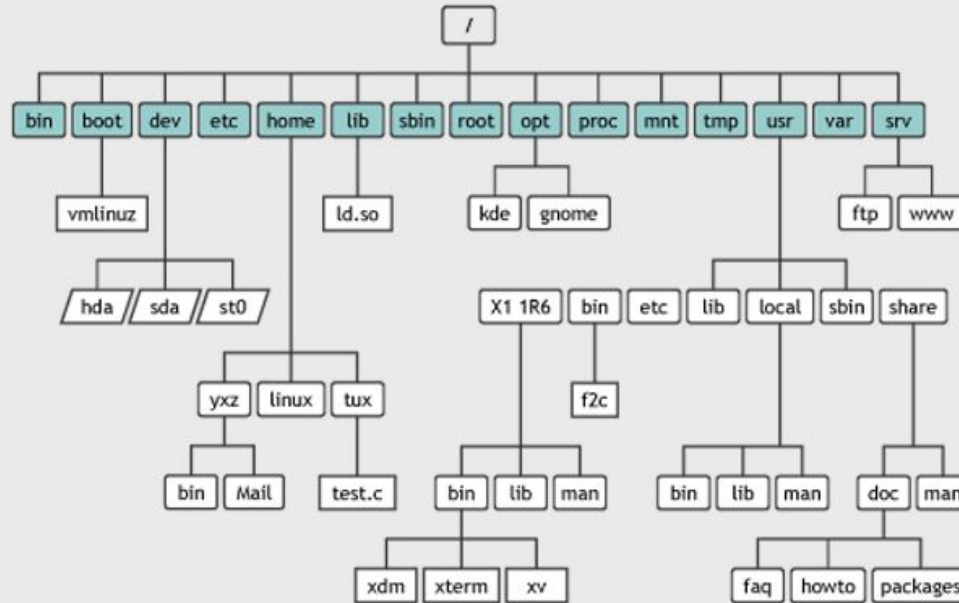 /
bin boot dev etc home lib sbin root opt proc mnt tmp usr var srv
vmlinuz ld.so kde gnome ftp www
hda sda st0 X1 1R6 bin etc lib local sbin share
yxz linux tux f2c
bin Mail test.c bin lib man bin lib man doc man
xdm xterm xv faq howto packages